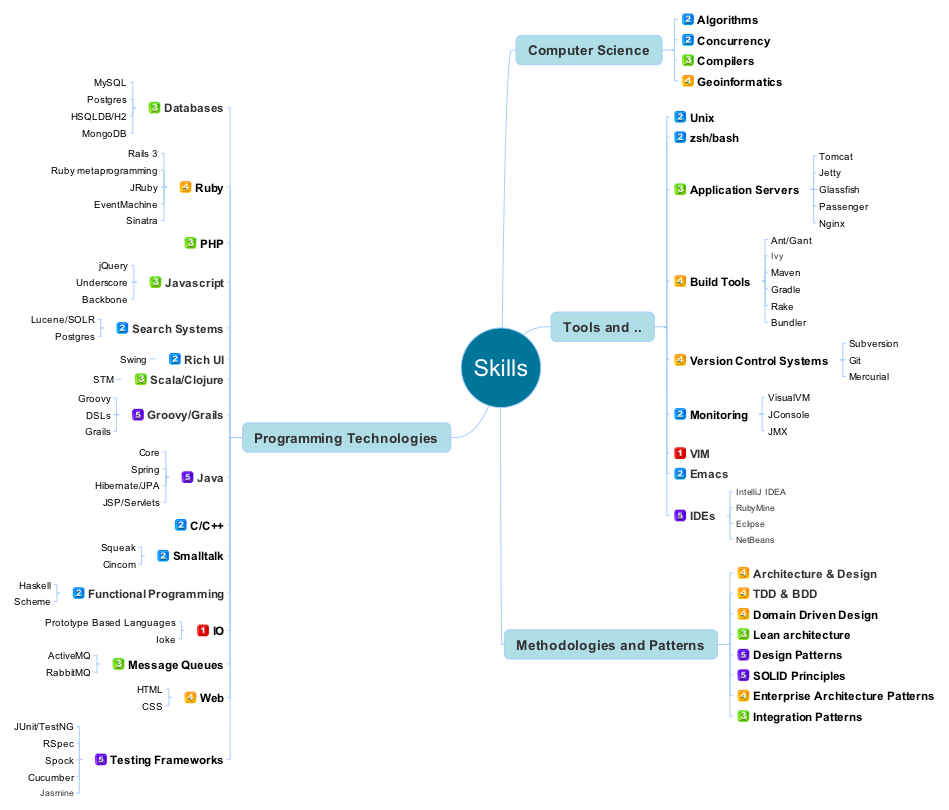 Skills
Computer Science
2 Algorithms
2 Concurrency
3 Compilers
4 Geoinformatics
Tools and ..
2 Unix
2 zsh/bash
3 Application Servers
Tomcat
Jetty
Glassfish
Passenger
Nginx
4 Build Tools
Ant/Gant
Ivy
Maven
Gradle
Rake
Bundler
4 Version Control Systems
Subversion
Git
Mercurial
2 Monitoring
VisualVM
JConsole
JMX
1 VIM
2 Emacs
5 IDEs
IntelliJ IDEA
RubyMine
Eclipse
NetBeans
Methodologies and Patterns
4 Architecture & Design
4 TDD & BDD
4 Domain Driven Design
3 Lean architecture
5 Design Patterns
5 SOLID Principles
4 Enterprise Architecture Patterns
3 Integration Patterns
Programming Technologies
3 Databases
MySQL
Postgres
HSQLDB/H2
MongoDB
4 Ruby
Rails 3
Ruby metaprogramming
JRuby
EventMachine
Sinatra
3 PHP
3 Javascript
jQuery
Underscore
Backbone
2 Search Systems
Lucene/SOLR
Postgres
2 Rich UI
Swing
3 Scala/Clojure
STM
5 Groovy/Grails
Groovy
DSLs
Grails
5 Java
Core
Spring
Hibernate/JPA
JSP/Servlets
2 C/C++
2 Smalltalk
Squeak
Cincom
2 Functional Programming
Haskell
Scheme
1 IO
Prototype Based Languages
Ioke
3 Message Queues
ActiveMQ
RabbitMQ
4 Web
HTML
CSS
5 Testing Frameworks
JUnit/TestNG
RSpec
Spock
Cucumber
Jasmine